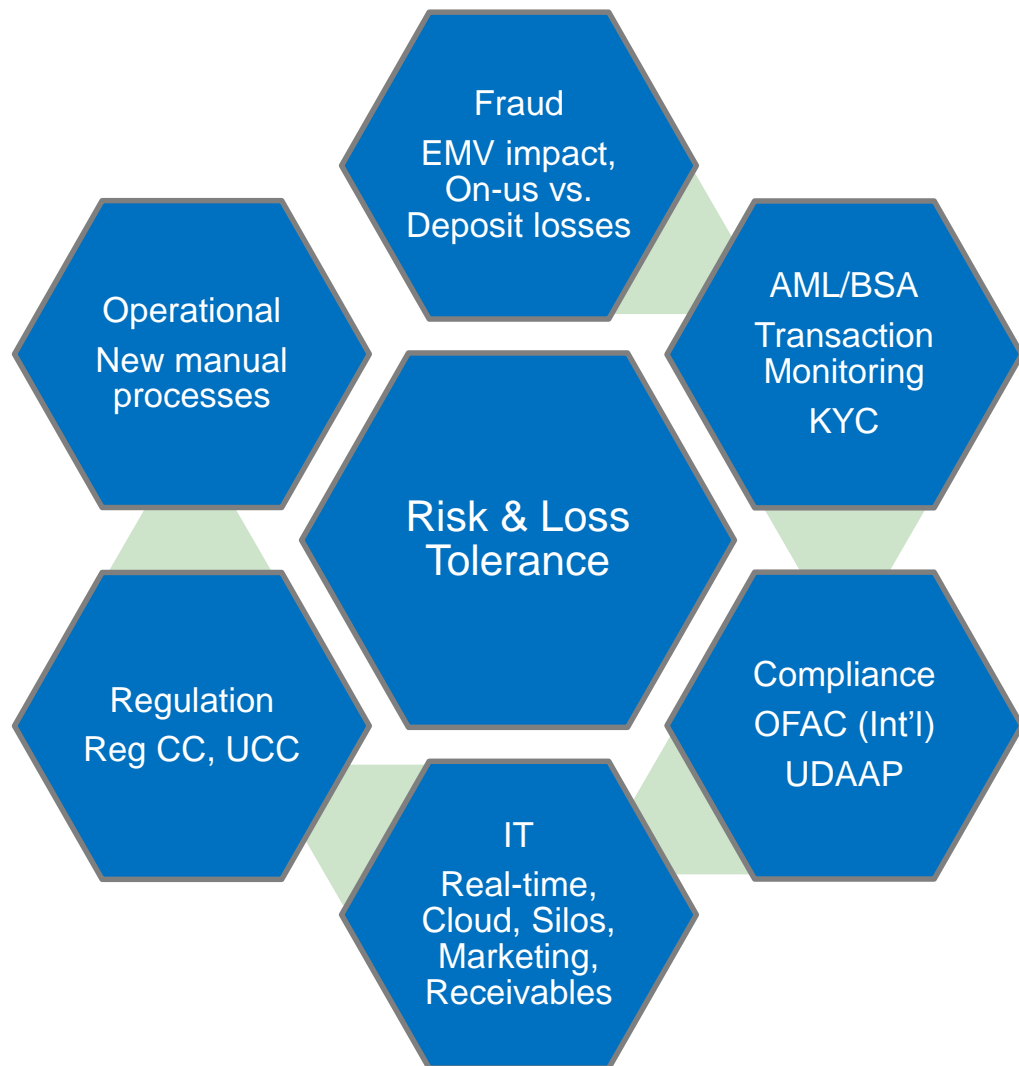 Fraud
EMV impact,
On-us vs.
Deposit losses
AML/BSA
Transaction
Monitoring
KYC
Operational
New manual
processes
Risk & Loss
Tolerance
Compliance
OFAC (Int’l)
UDAAP
Regulation
Reg CC, UCC
IT
Real-time,
Cloud, Silos,
Marketing,
Receivables